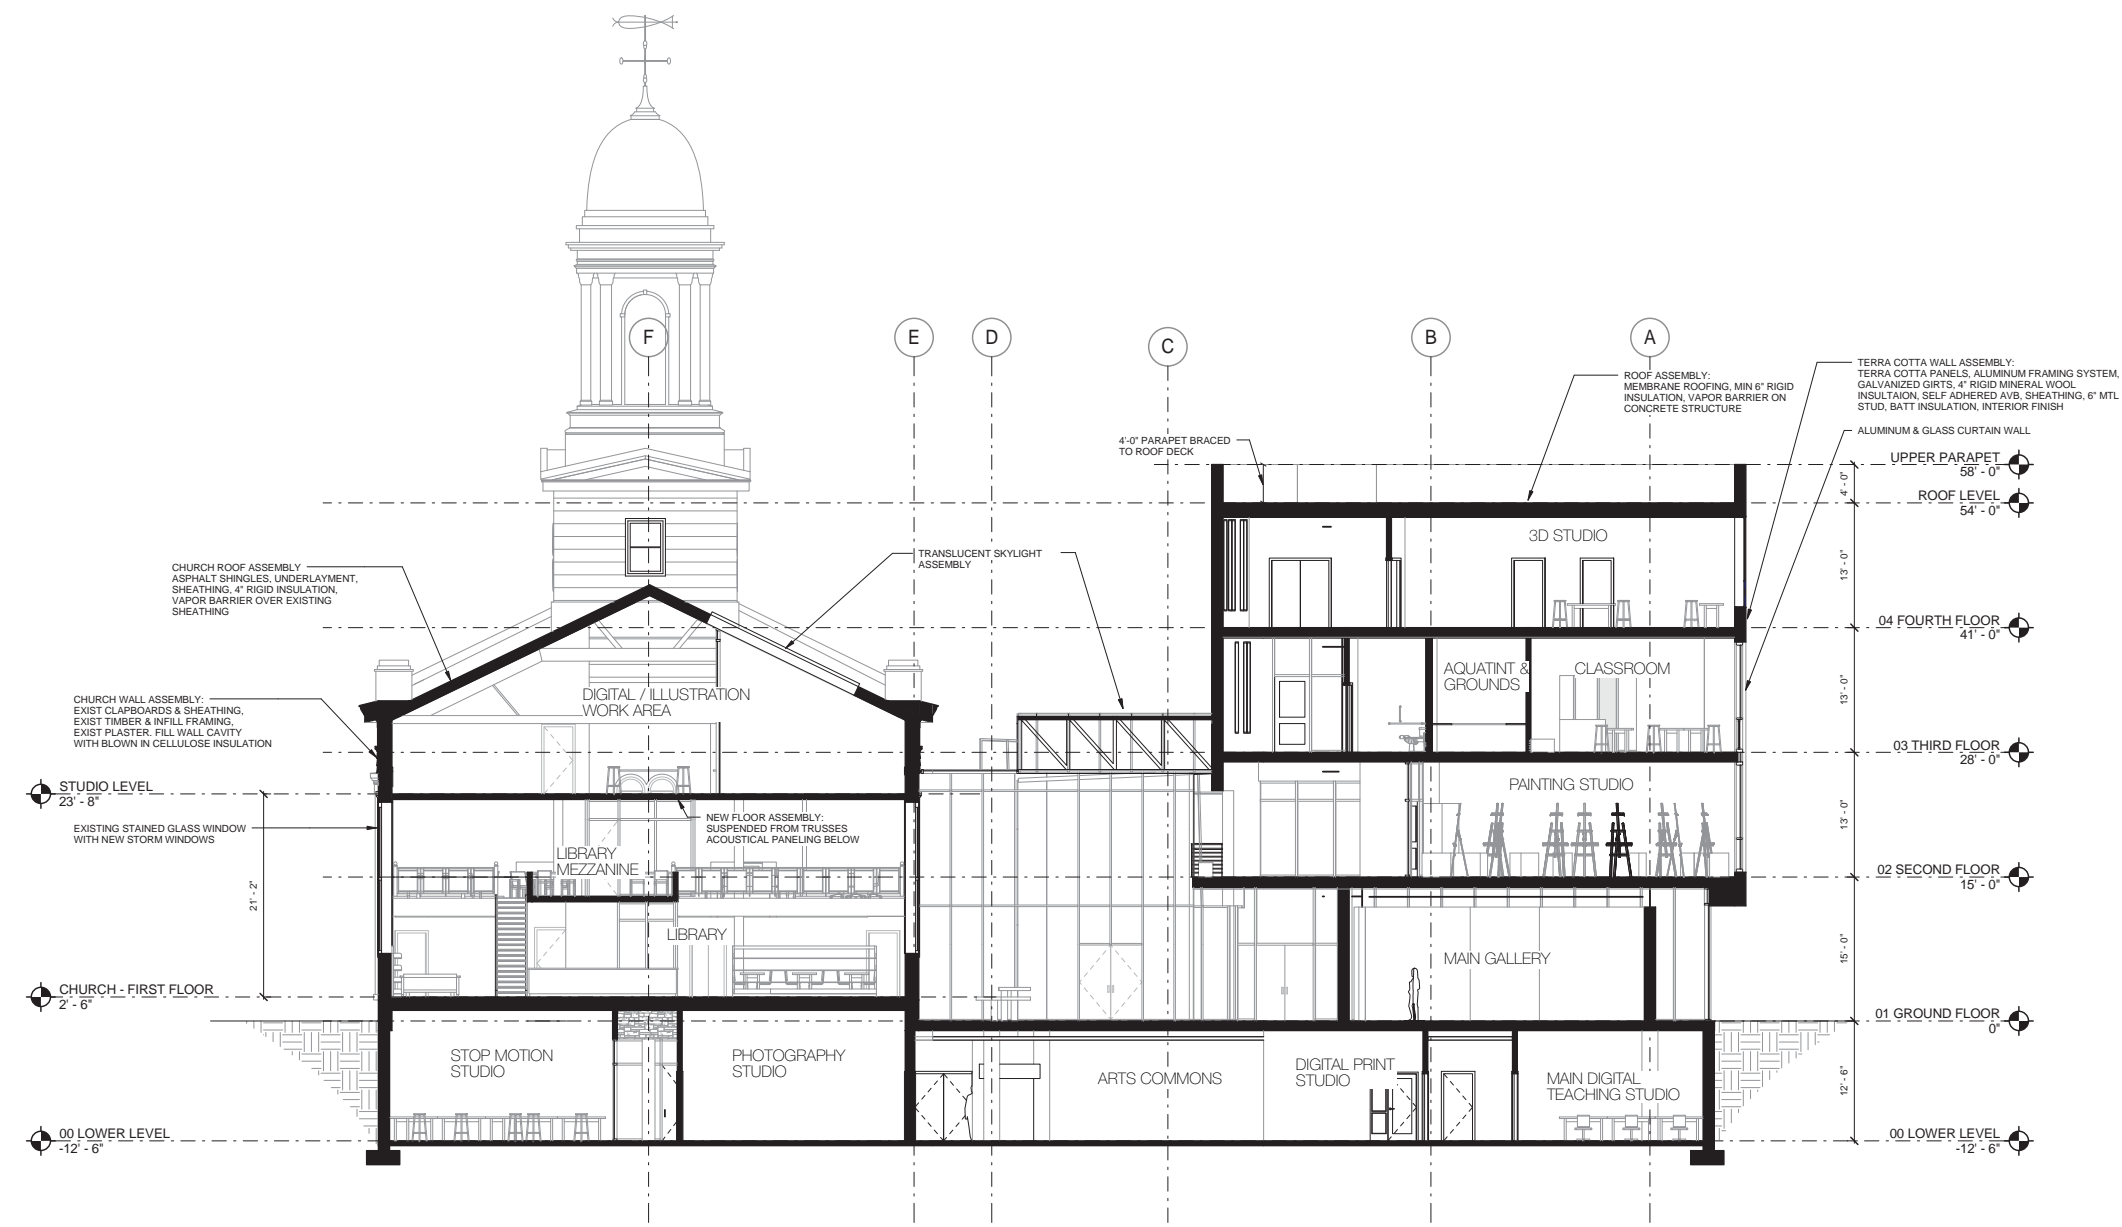 F
E
D
C
B
A
TERRA COTTA WALL ASSEMBLY:
TERRA COTTA PANELS, ALUMINUM FRAMING SYSTEM,
GALVANIZED GIRTS, 4" RIGID MINERAL WOOL
INSULTAION, SELF ADHERED AVB, SHEATHING, 6" MTL
STUD, BATT INSULATION, INTERIOR FINISH
ROOF ASSEMBLY:
MEMBRANE ROOFING, MIN 6" RIGID
INSULATION, VAPOR BARRIER ON
CONCRETE STRUCTURE
ALUMINUM & GLASS CURTAIN WALL
4'-0" PARAPET BRACED
TO ROOF DECK
UPPER PARAPET
58' - 0"
4' - 0"
ROOF LEVEL
54' - 0"
3D STUDIO
TRANSLUCENT SKYLIGHT
ASSEMBLY
CHURCH ROOF ASSEMBLY
ASPHALT SHINGLES, UNDERLAYMENT,
SHEATHING, 4" RIGID INSULATION,
VAPOR BARRIER OVER EXISTING
SHEATHING
13' - 0"
04 FOURTH FLOOR
41' - 0"
AQUATINT &
GROUNDS
CLASSROOM
13' - 0"
DIGITAL / ILLUSTRATION
WORK AREA
CHURCH WALL ASSEMBLY:
EXIST CLAPBOARDS & SHEATHING,
EXIST TIMBER & INFILL FRAMING,
EXIST PLASTER. FILL WALL CAVITY
WITH BLOWN IN CELLULOSE INSULATION
03 THIRD FLOOR
28' - 0"
STUDIO LEVEL
23' - 8"
PAINTING STUDIO
13' - 0"
EXISTING STAINED GLASS WINDOW
WITH NEW STORM WINDOWS
NEW FLOOR ASSEMBLY:
SUSPENDED FROM TRUSSES
ACOUSTICAL PANELING BELOW
LIBRARY
MEZZANINE
02 SECOND FLOOR
15' - 0"
21' - 2"
LIBRARY
MAIN GALLERY
15' - 0"
CHURCH - FIRST FLOOR
2' - 6"
01 GROUND FLOOR
0"
STOP MOTION
STUDIO
PHOTOGRAPHY
STUDIO
ARTS COMMONS
DIGITAL PRINT
STUDIO
MAIN DIGITAL
TEACHING STUDIO
12' - 6"
00 LOWER LEVEL
-12' - 6"
00 LOWER LEVEL
-12' - 6"